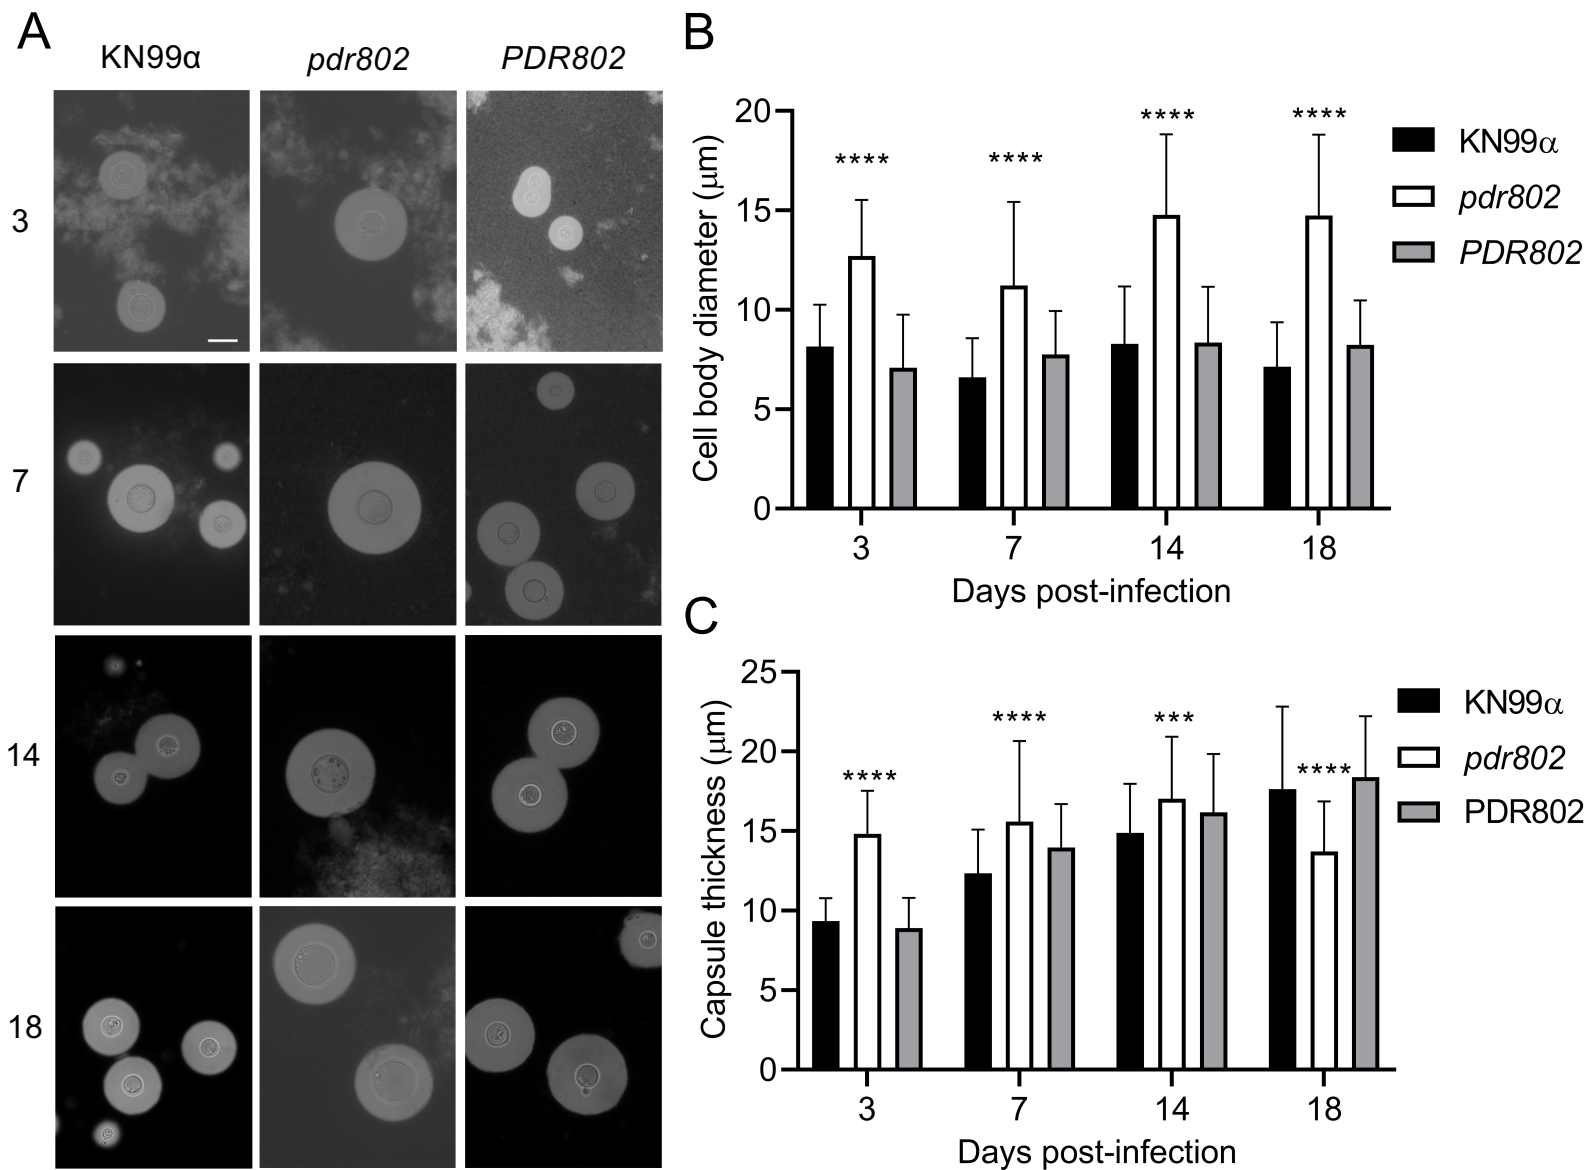 A
KN99α pdr802 PDR802
3
7
14
18
B
Cell body diameter (μm)
20
15
10
5
0
**** **** **** ****
3 7 14 18
Days post-infection
KN99α
pdr802
PDR802
C
Capsule thickness (μm)
25
20
15
10
5
0
**** **** *** ****
3 7 14 18
Days post-infection
KN99α
pdr802
PDR802